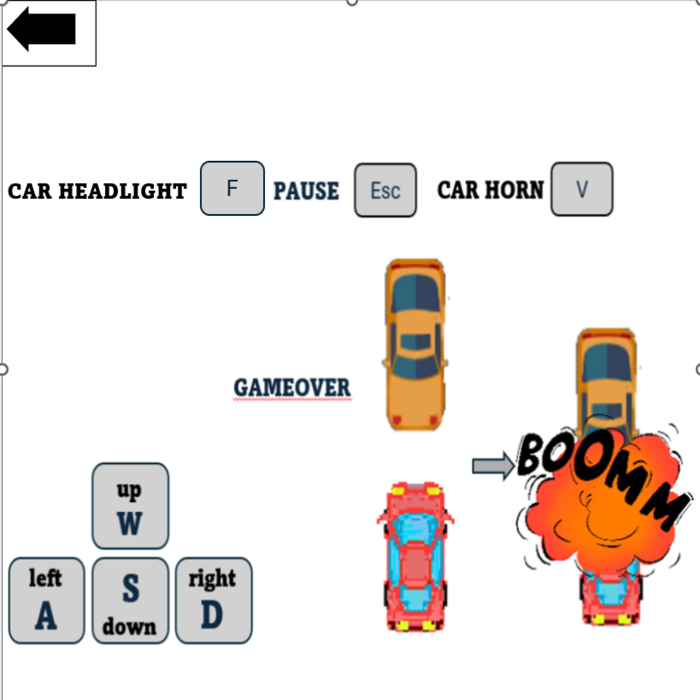 CAR HEADLIGHT F PAUSE Esc CAR HORN V
GAMEOVER
BOOMM
up
W
left
A
S
down
right
D